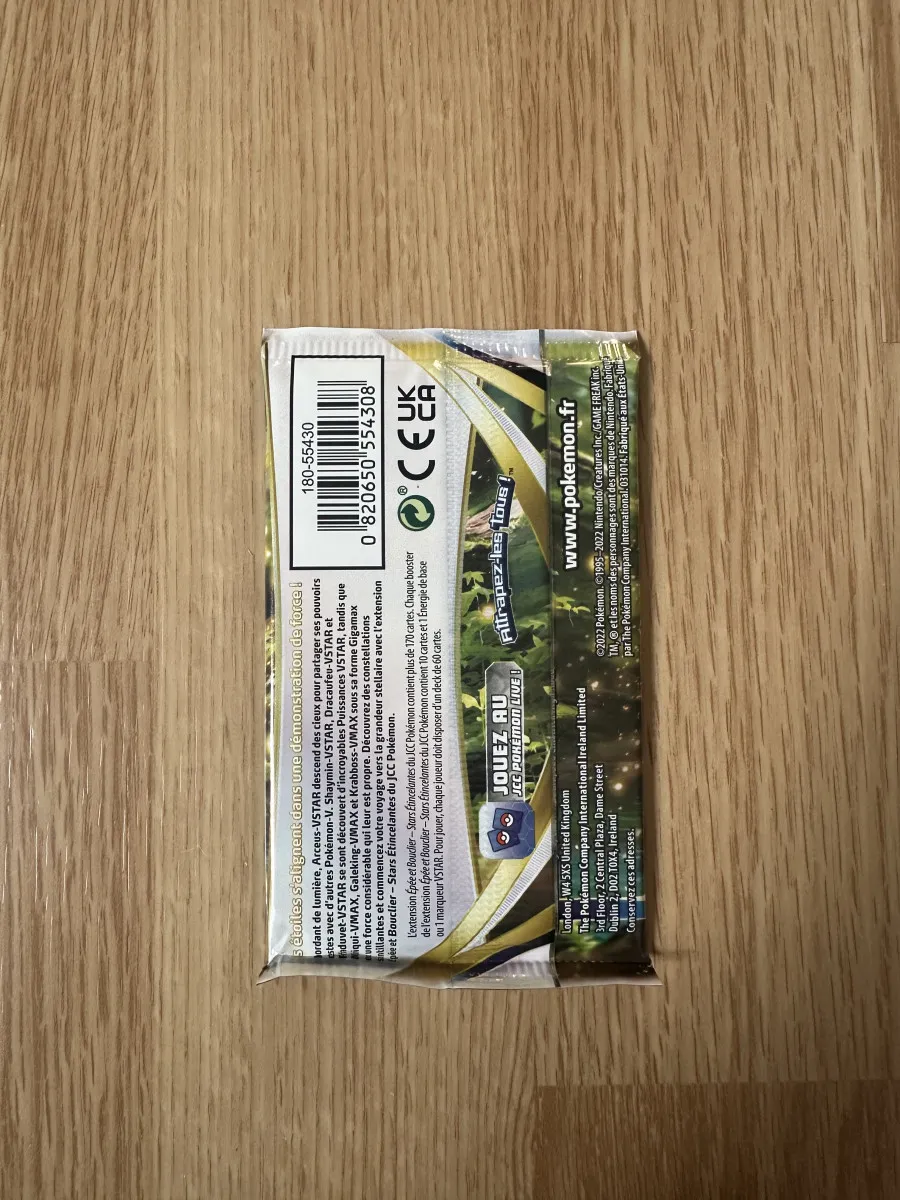 étoiles s'alignent dans une démonstration de force !
de lumière, Arceus-VSTAR descend des cieux pour partager ses pouvoirs
avec d'autres Pokémon-V. Shaymin-VSTAR, Dracaufeu-VSTAR et
se sont découvert d'incroyables Puissances VSTAR, tandis que
Galeking-VMAX et Krabboss-VMAX sous sa forme Gigamax
une force considérable qui leur est propre. Découvrez des constellations
et commencez votre voyage vers la grandeur stellaire avec l'extension
et Bouclier – Stars Étincelantes du JCC Pokémon.
180-55430
0 820650 554308
CE UK
CA
L'extension Épée et Bouclier – Stars Étincelantes du JCC Pokémon contient plus de 170 cartes. Chaque booster
de l'extension Épée et Bouclier – Stars Étincelantes du JCC Pokémon contient 10 cartes et 1 Énergie de base
ou 1 marqueur VSTAR. Pour jouer, chaque joueur doit disposer d'un deck de 60 cartes.
JOUEZ AU
JCC POKÉMON LIVE !
Attrapez-les Tous !™
London, W4 5XS United Kingdom
The Pokémon Company International Ireland Limited
3rd Floor, 2 Central Plaza, Dame Street
Dublin 2, D02 T0X4, Ireland
Conservez ces adresses.
www.pokemon.fr
©2022 Pokémon. ©1995–2022 Nintendo/Creatures Inc./GAME FREAK inc.
TM, ® et les noms des personnages sont des marques de Nintendo. Fabriqué
par The Pokémon Company International. 031014. Fabriqué aux États-Unis